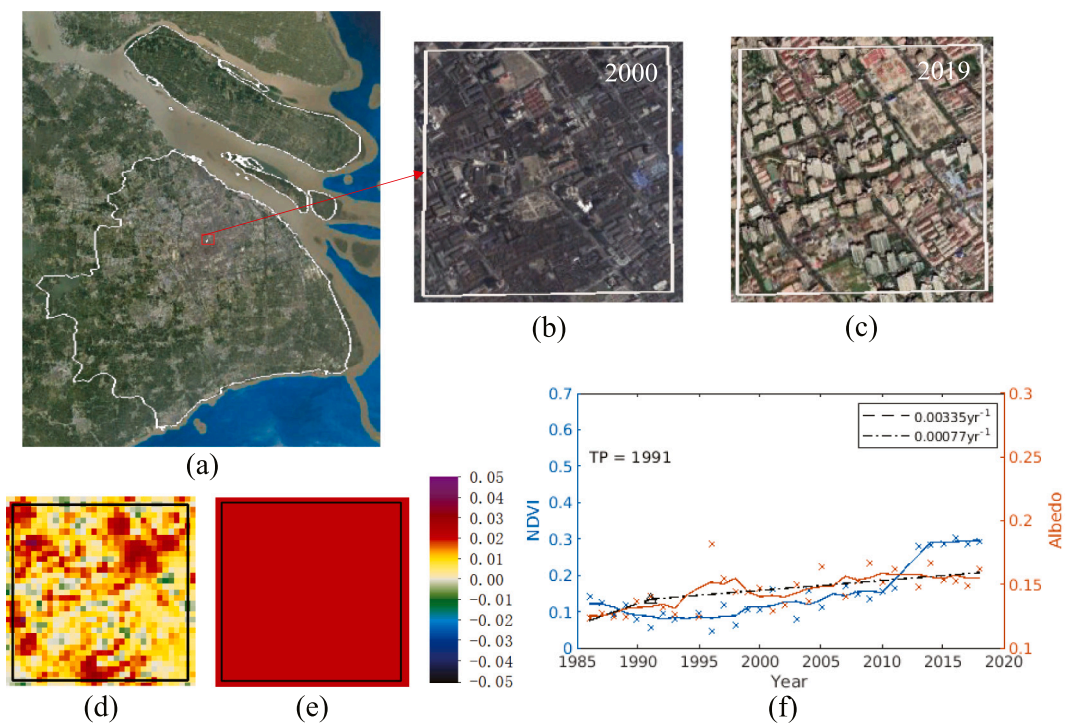 2000
2019
(a)
(b)
(c)
0.05
0.04
0.03
0.02
0.01
0.00
-0.01
-0.02
-0.03
-0.04
-0.05
(d)
(e)
0.7
0.6
0.5
0.4
0.3
0.2
0.1
0
NDVI
TP = 1991
0.00335yr⁻¹
0.00077yr⁻¹
0.3
0.25
0.2
0.15
0.1
Albedo
1985 1990 1995 2000 2005 2010 2015 2020
Year
(f)